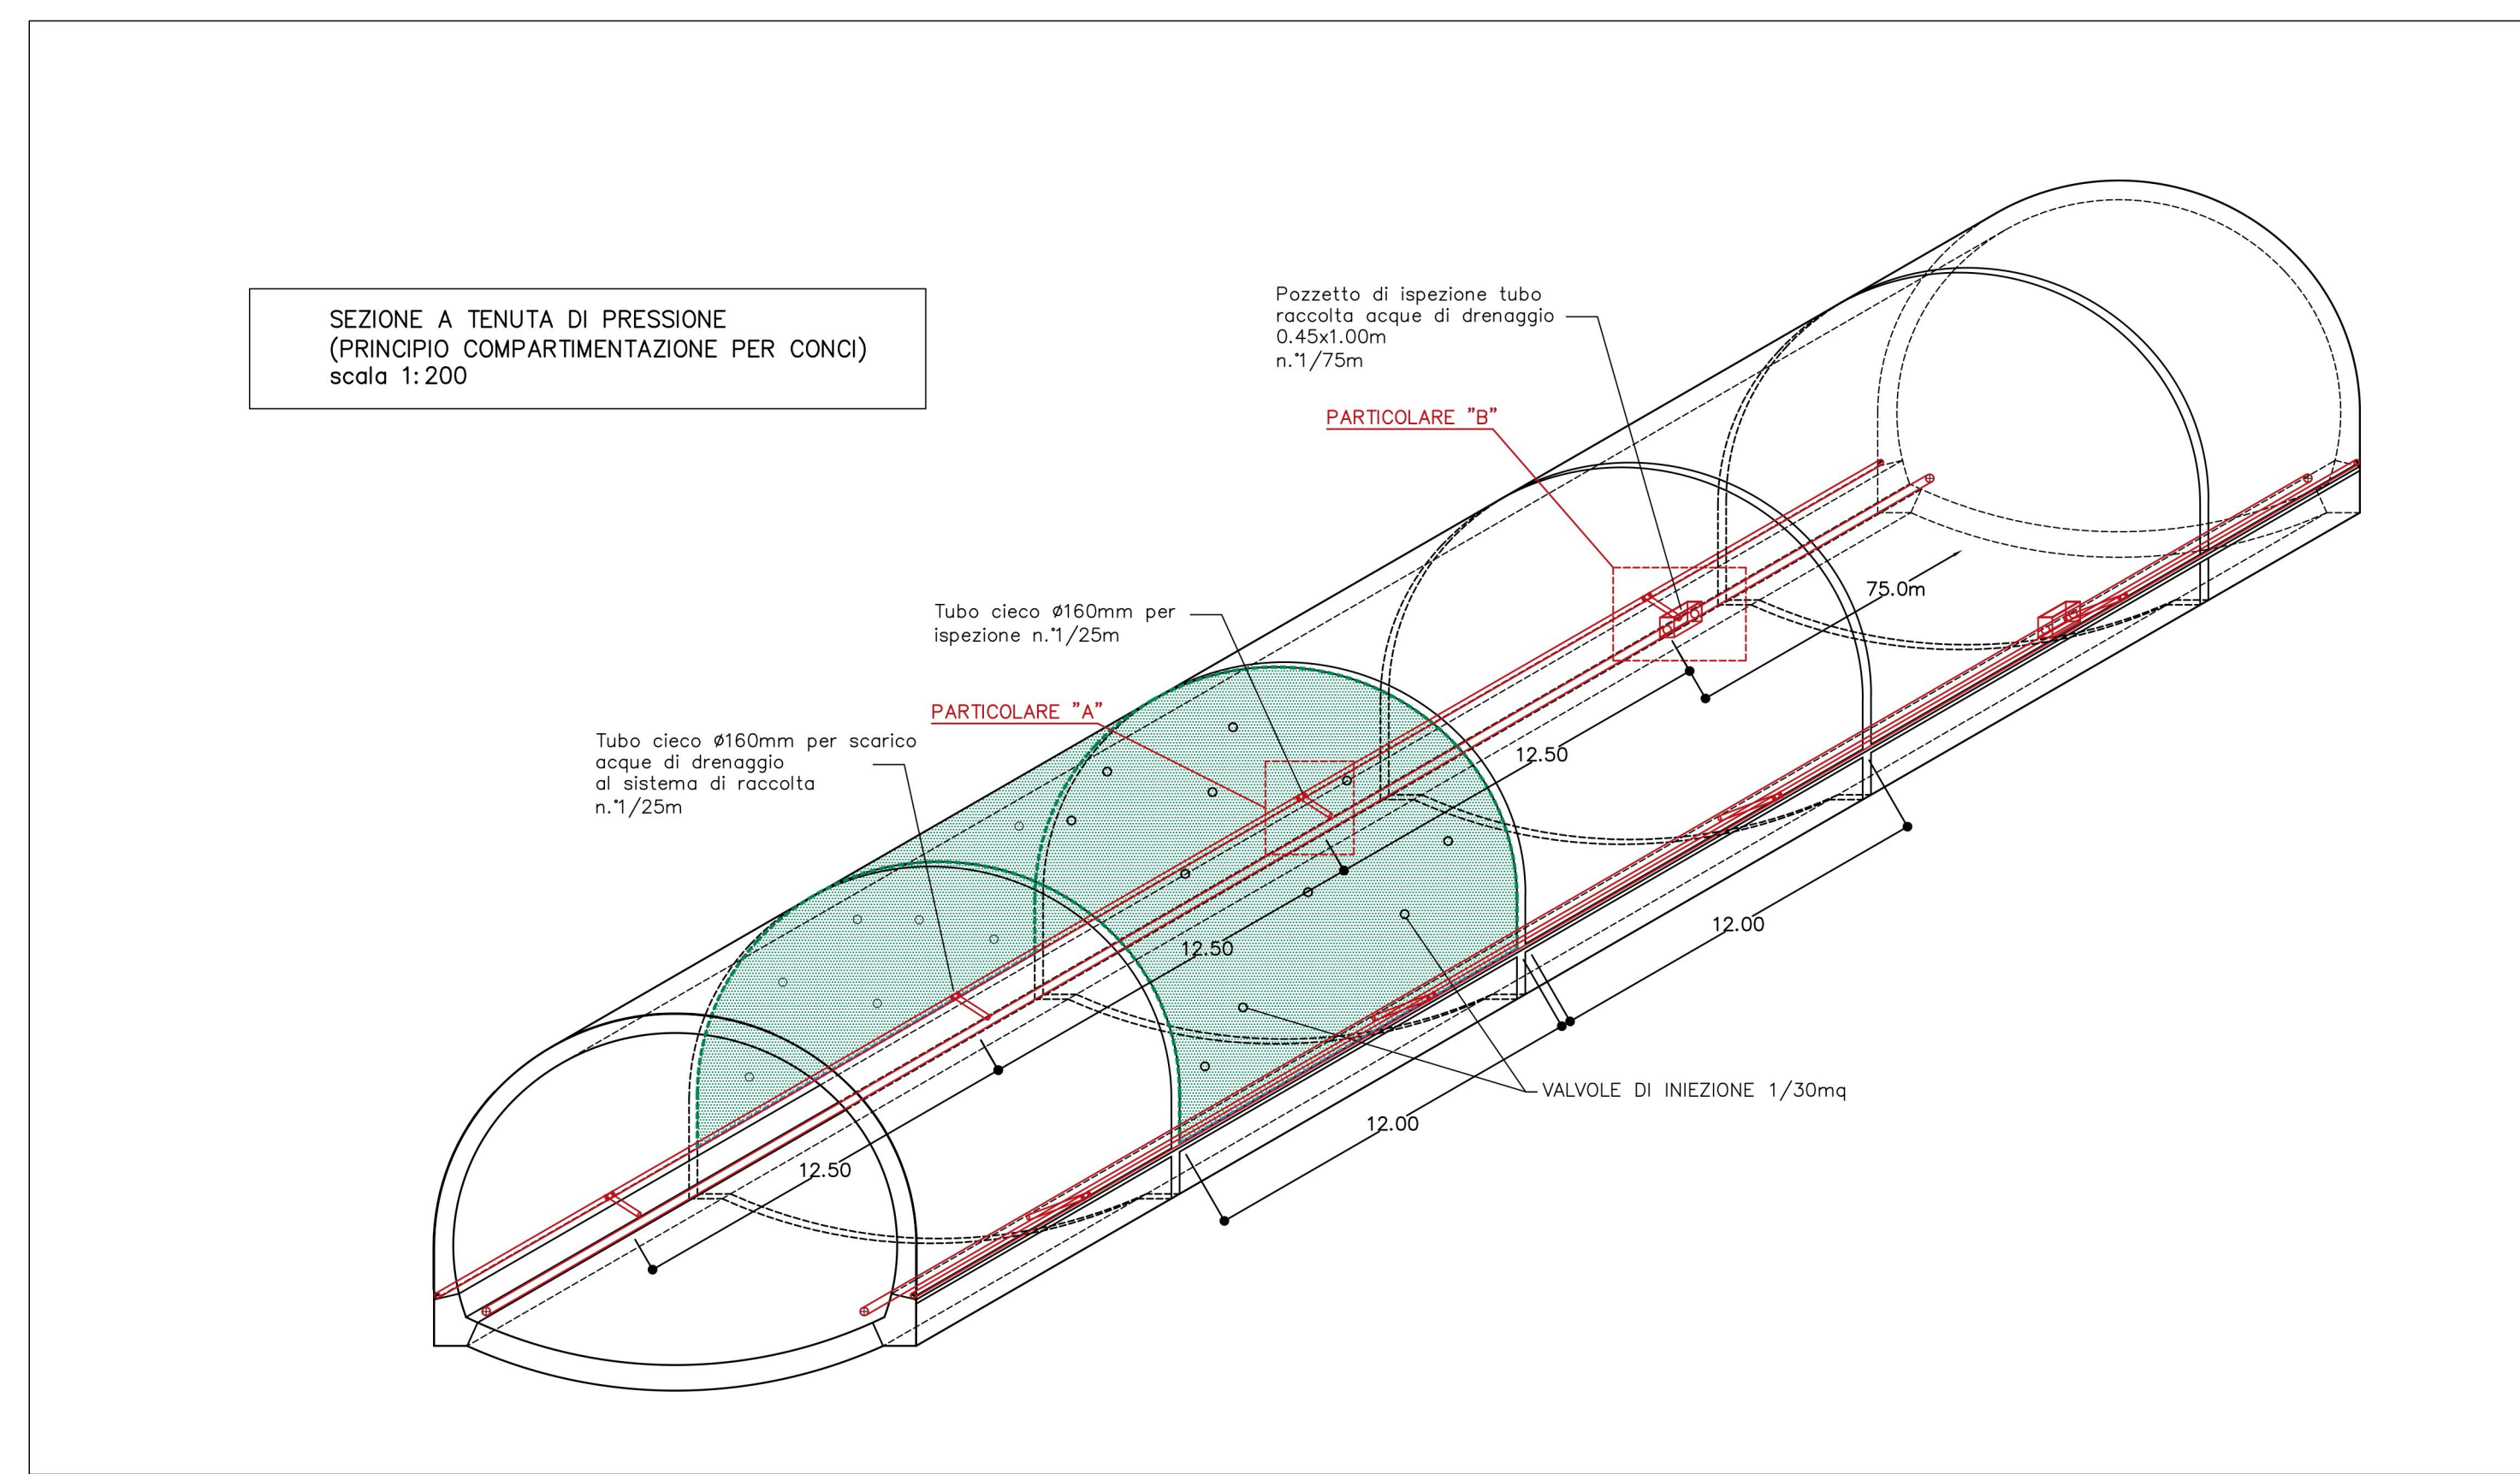 SEZIONE A TENUTA DI PRESSIONE
(PRINCIPIO COMPARTIMENTAZIONE PER CONCI)
scala 1:200
Pozzetto di ispezione tubo
raccolta acque di drenaggio
0.45x1.00m
n.°1/75m
PARTICOLARE "B"
75.0m
Tubo cieco ø160mm per
ispezione n.°1/25m
PARTICOLARE "A"
Tubo cieco ø160mm per scarico
acque di drenaggio
al sistema di raccolta
n.°1/25m
12.50
12.50
12.50
12.00
12.00
VALVOLE DI INIEZIONE 1/30mq